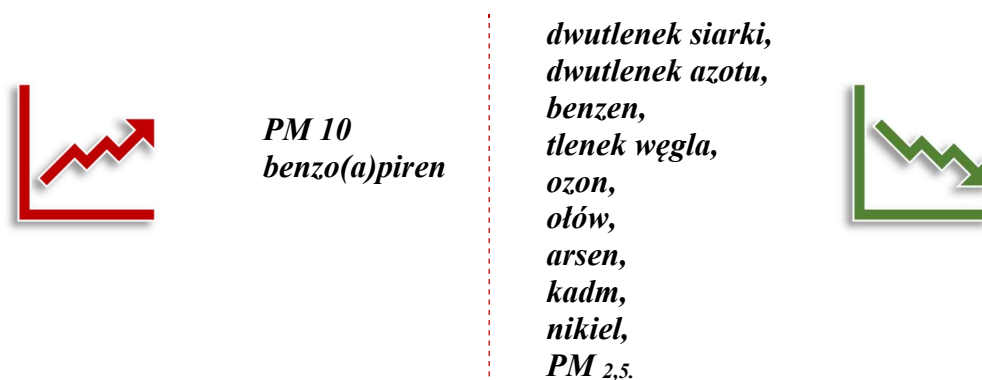 PM 10
benzo(a)piren
dwutlenek siarki,
dwutlenek azotu,
benzen,
tlenek węgla,
ozon,
ołów,
arsen,
kadm,
nikiel,
PM 2,5.